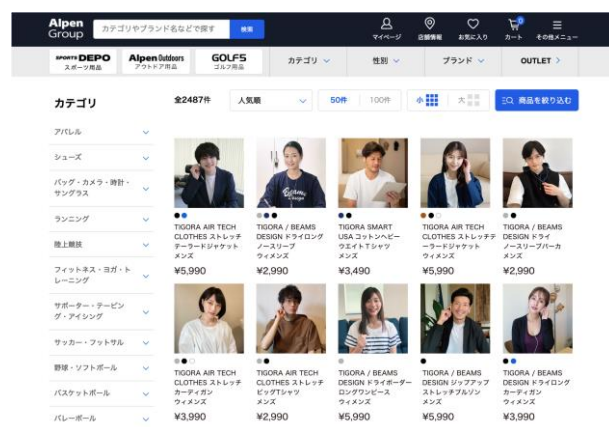 Alpen
Group
カテゴリやブランド名などで探す
検索
マイページ
店舗情報
お気に入り
0
カート
その他メニュー
SPORTS DEPO
スポーツ用品
Alpen Outdoors
アウトドア用品
GOLF5
ゴルフ用品
カテゴリ
性別
ブランド
OUTLET
カテゴリ
全2487件
人気順
50件
100件
小
大
商品を絞り込む
アパレル
シューズ
バッグ・カメラ・時計・
サングラス
ランニング
陸上競技
フィットネス・ヨガ・ト
レーニング
サポーター・テーピン
グ・アイシング
サッカー・フットサル
野球・ソフトボール
バスケットボール
バレーボール
Beams
Design
TIGORA AIR TECH
CLOTHES ストレッチ
テーラードジャケット
メンズ
¥5,990
TIGORA / BEAMS
DESIGN ドライロング
ノースリーブ
ウィメンズ
¥2,990
TIGORA SMART
USA コットンヘビー
ウエイトTシャツ
メンズ
¥3,490
TIGORA AIR TECH
CLOTHES ストレッチテ
ーラードジャケット
メンズ
¥5,990
TIGORA / BEAMS
DESIGN ドライ
ノースリーブパーカ
メンズ
¥2,990
TIGORA AIR TECH
CLOTHES ストレッチ
カーディガン
ウィメンズ
¥3,990
TIGORA AIR TECH
CLOTHES ストレッチ
ビッグTシャツ
メンズ
¥2,990
TIGORA / BEAMS
DESIGN ドライボーダー
ロングワンピース
ウィメンズ
¥5,990
TIGORA / BEAMS
DESIGN ジップアップ
ストレッチブルゾン
メンズ
¥5,990
TIGORA / BEAMS
DESIGN ドライロング
カーディガン
ウィメンズ
¥3,990